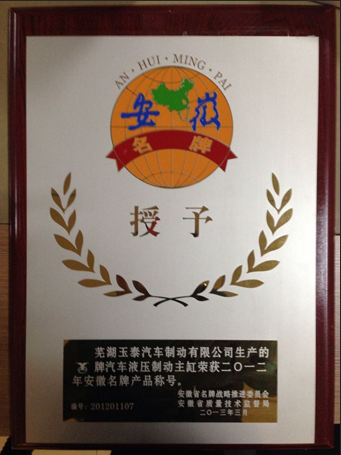 AN · HUI · MING · PAI
安徽
名牌
授予
芜湖玉泰汽车制动有限公司生产的
牌汽车液压制动主缸荣获二〇一二
年安徽名牌产品称号。
安徽省名牌战略推进委员会
安徽省质量技术监督局
编号:201201107
二〇一三年三月